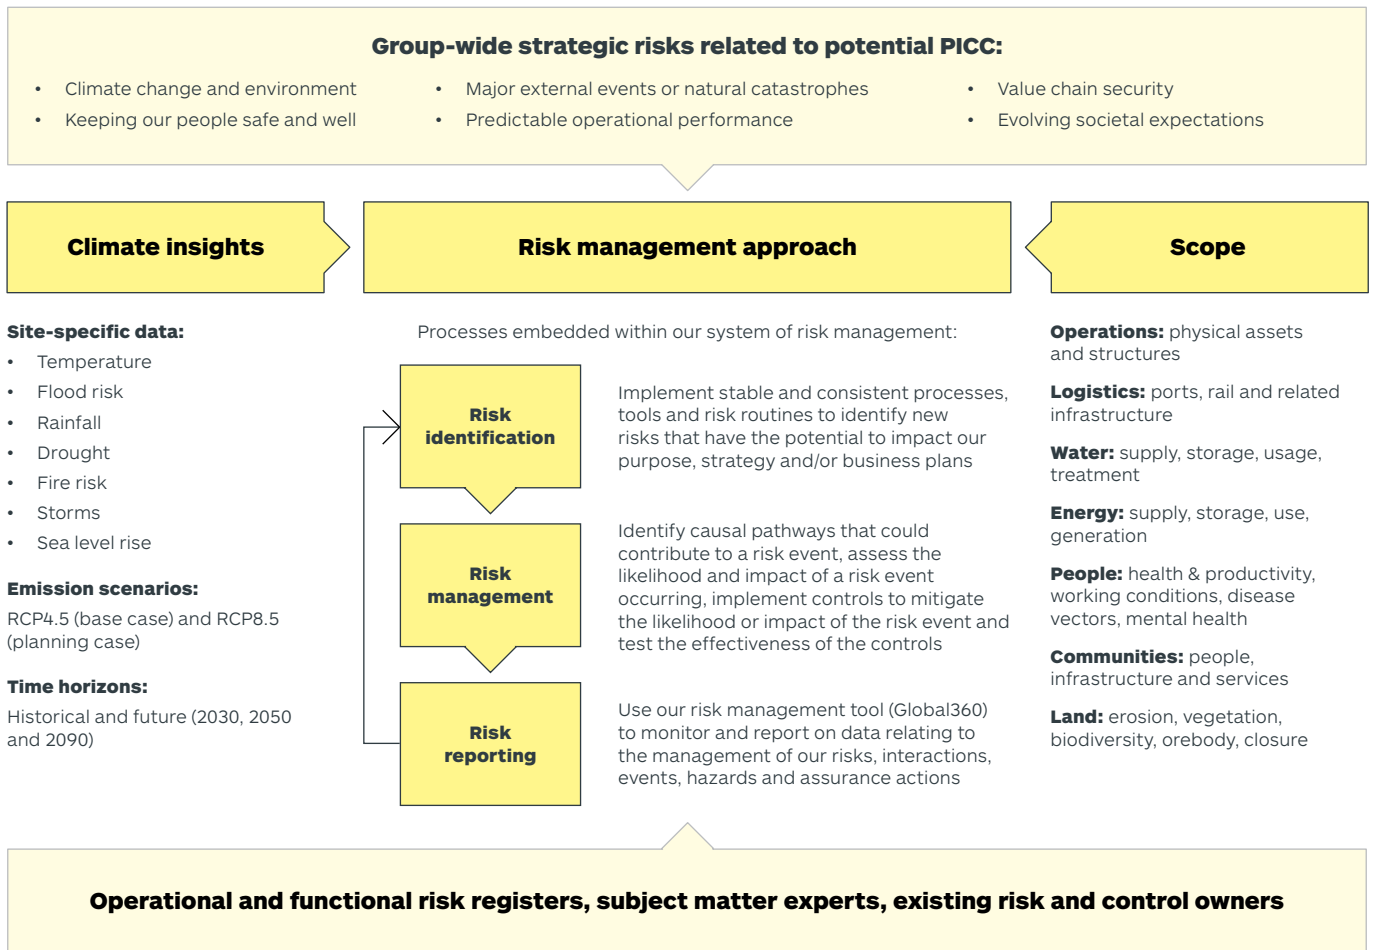 Group-wide strategic risks related to potential PICC:
• Climate change and environment
• Keeping our people safe and well
• Major external events or natural catastrophes
• Predictable operational performance
• Value chain security
• Evolving societal expectations
Climate insights
Risk management approach
Scope
Site-specific data:
• Temperature
• Flood risk
• Rainfall
• Drought
• Fire risk
• Storms
• Sea level rise
Emission scenarios:
RCP4.5 (base case) and RCP8.5
(planning case)
Time horizons:
Historical and future (2030, 2050
and 2090)
Processes embedded within our system of risk management:
Risk
identification
Implement stable and consistent processes,
tools and risk routines to identify new
risks that have the potential to impact our
purpose, strategy and/or business plans
Risk
management
Identify causal pathways that could
contribute to a risk event, assess the
likelihood and impact of a risk event
occurring, implement controls to mitigate
the likelihood or impact of the risk event and
test the effectiveness of the controls
Risk
reporting
Use our risk management tool (Global360)
to monitor and report on data relating to
the management of our risks, interactions,
events, hazards and assurance actions
Operations: physical assets
and structures
Logistics: ports, rail and related
infrastructure
Water: supply, storage, usage,
treatment
Energy: supply, storage, use,
generation
People: health & productivity,
working conditions, disease
vectors, mental health
Communities: people,
infrastructure and services
Land: erosion, vegetation,
biodiversity, orebody, closure
Operational and functional risk registers, subject matter experts, existing risk and control owners